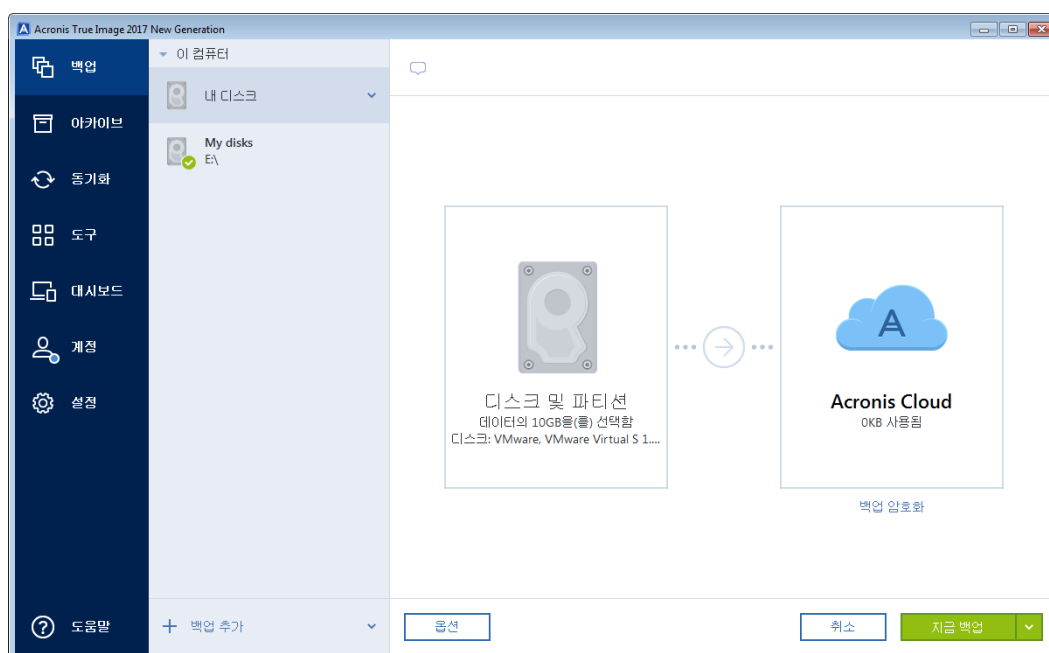 Acronis True Image 2017 New Generation
백업
아카이브
동기화
도구
대시보드
계정
설정
도움말
이 컴퓨터
내 디스크
My disks
E:\
백업 추가
디스크 및 파티션
데이터의 10GB을(를) 선택함
디스크: VMware, VMware Virtual S 1....
Acronis Cloud
0KB 사용됨
백업 암호화
옵션
취소
지금 백업